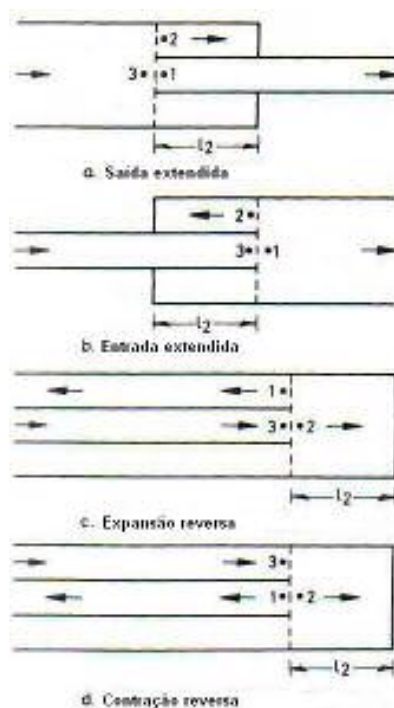 2
3 1
l2
a. Saída extendida
2
3 1
l2
b. Entrada extendida
1
3 2
l2
c. Expansão reversa
3
1 2
l2
d. Contração reversa